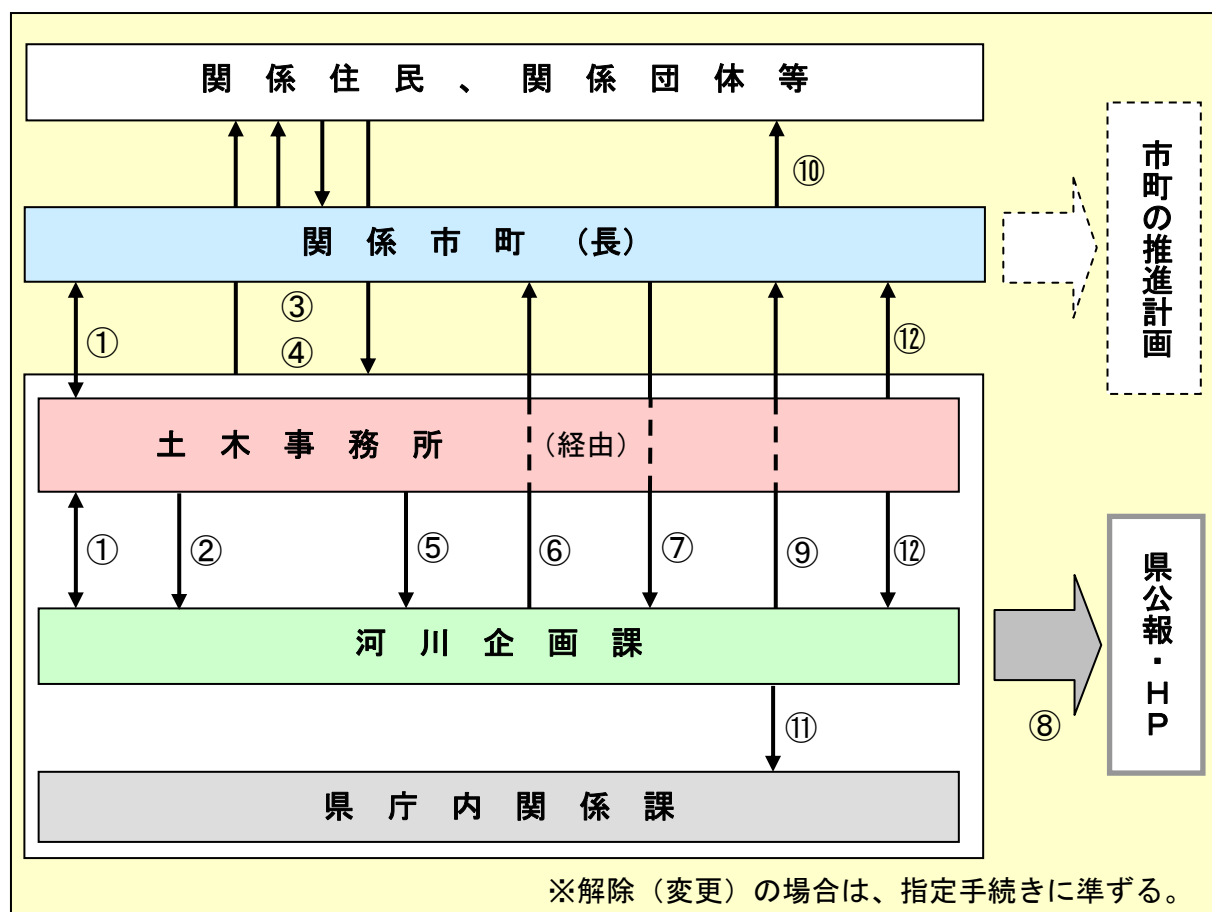 関係住民、関係団体等
⑩
関係市町（長）
市町の推進計画
①
③
④
⑫
土木事務所　（経由）
①
②
⑤
⑥
⑦
⑨
⑫
河川企画課
県公報・ＨＰ
⑧
⑪
県庁内関係課
※解除（変更）の場合は、指定手続きに準ずる。